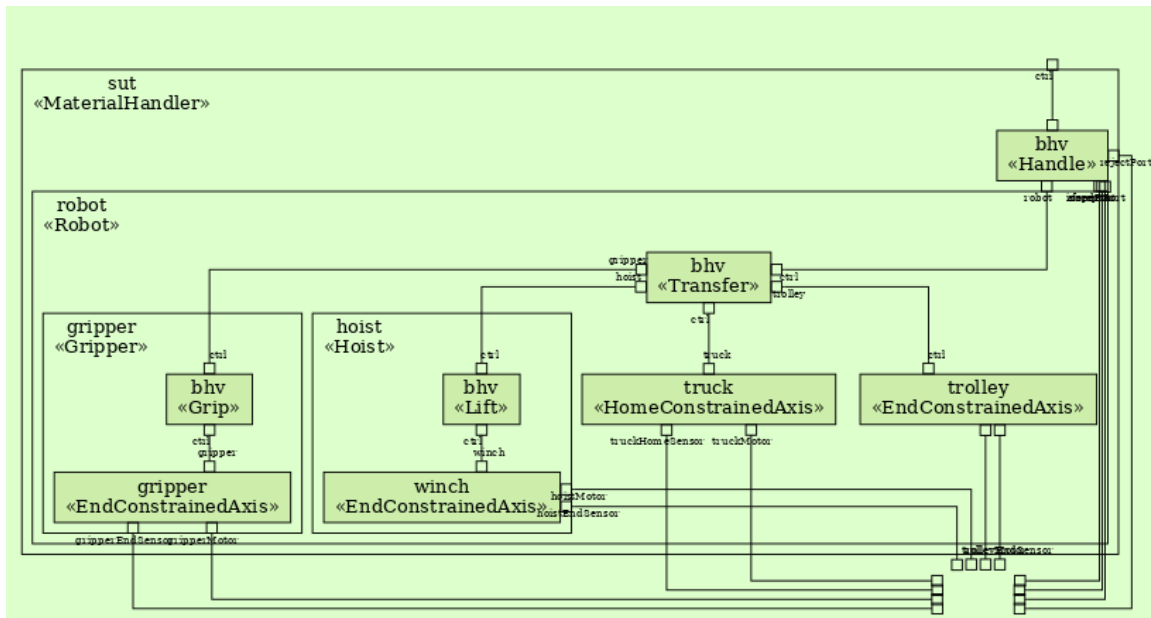 sut
«MaterialHandler»
ctrl
bhv
«Handle»
rejectPort
robot
robot
«Robot»
gripper
hoist
bhv
«Transfer»
ctrl
trolley
ctrl
gripper
«Gripper»
hoist
«Hoist»
ctrl
ctrl
truck
ctrl
bhv
«Grip»
bhv
«Lift»
truck
«HomeConstrainedAxis»
trolley
«EndConstrainedAxis»
ctrl
gripper
ctrl
winch
truckHomeSensor
truckMotor
gripper
«EndConstrainedAxis»
winch
«EndConstrainedAxis»
hoistMotor
hoistEndSensor
gripperEndSensor
gripperMotor